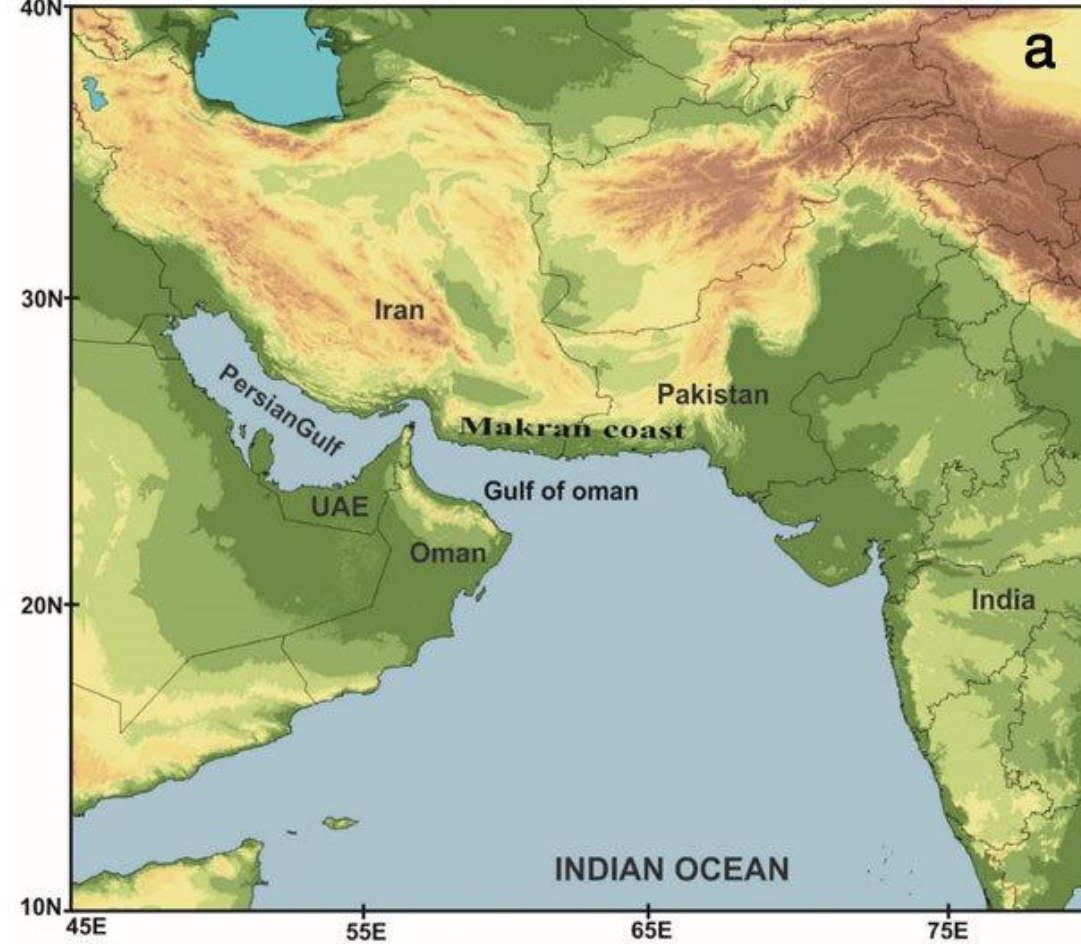 40N
a
30N
Iran
Pakistan
PersianGulf
Makran coast
Gulf of oman
UAE
Oman
20N
India
INDIAN OCEAN
10N
45E
55E
65E
75E